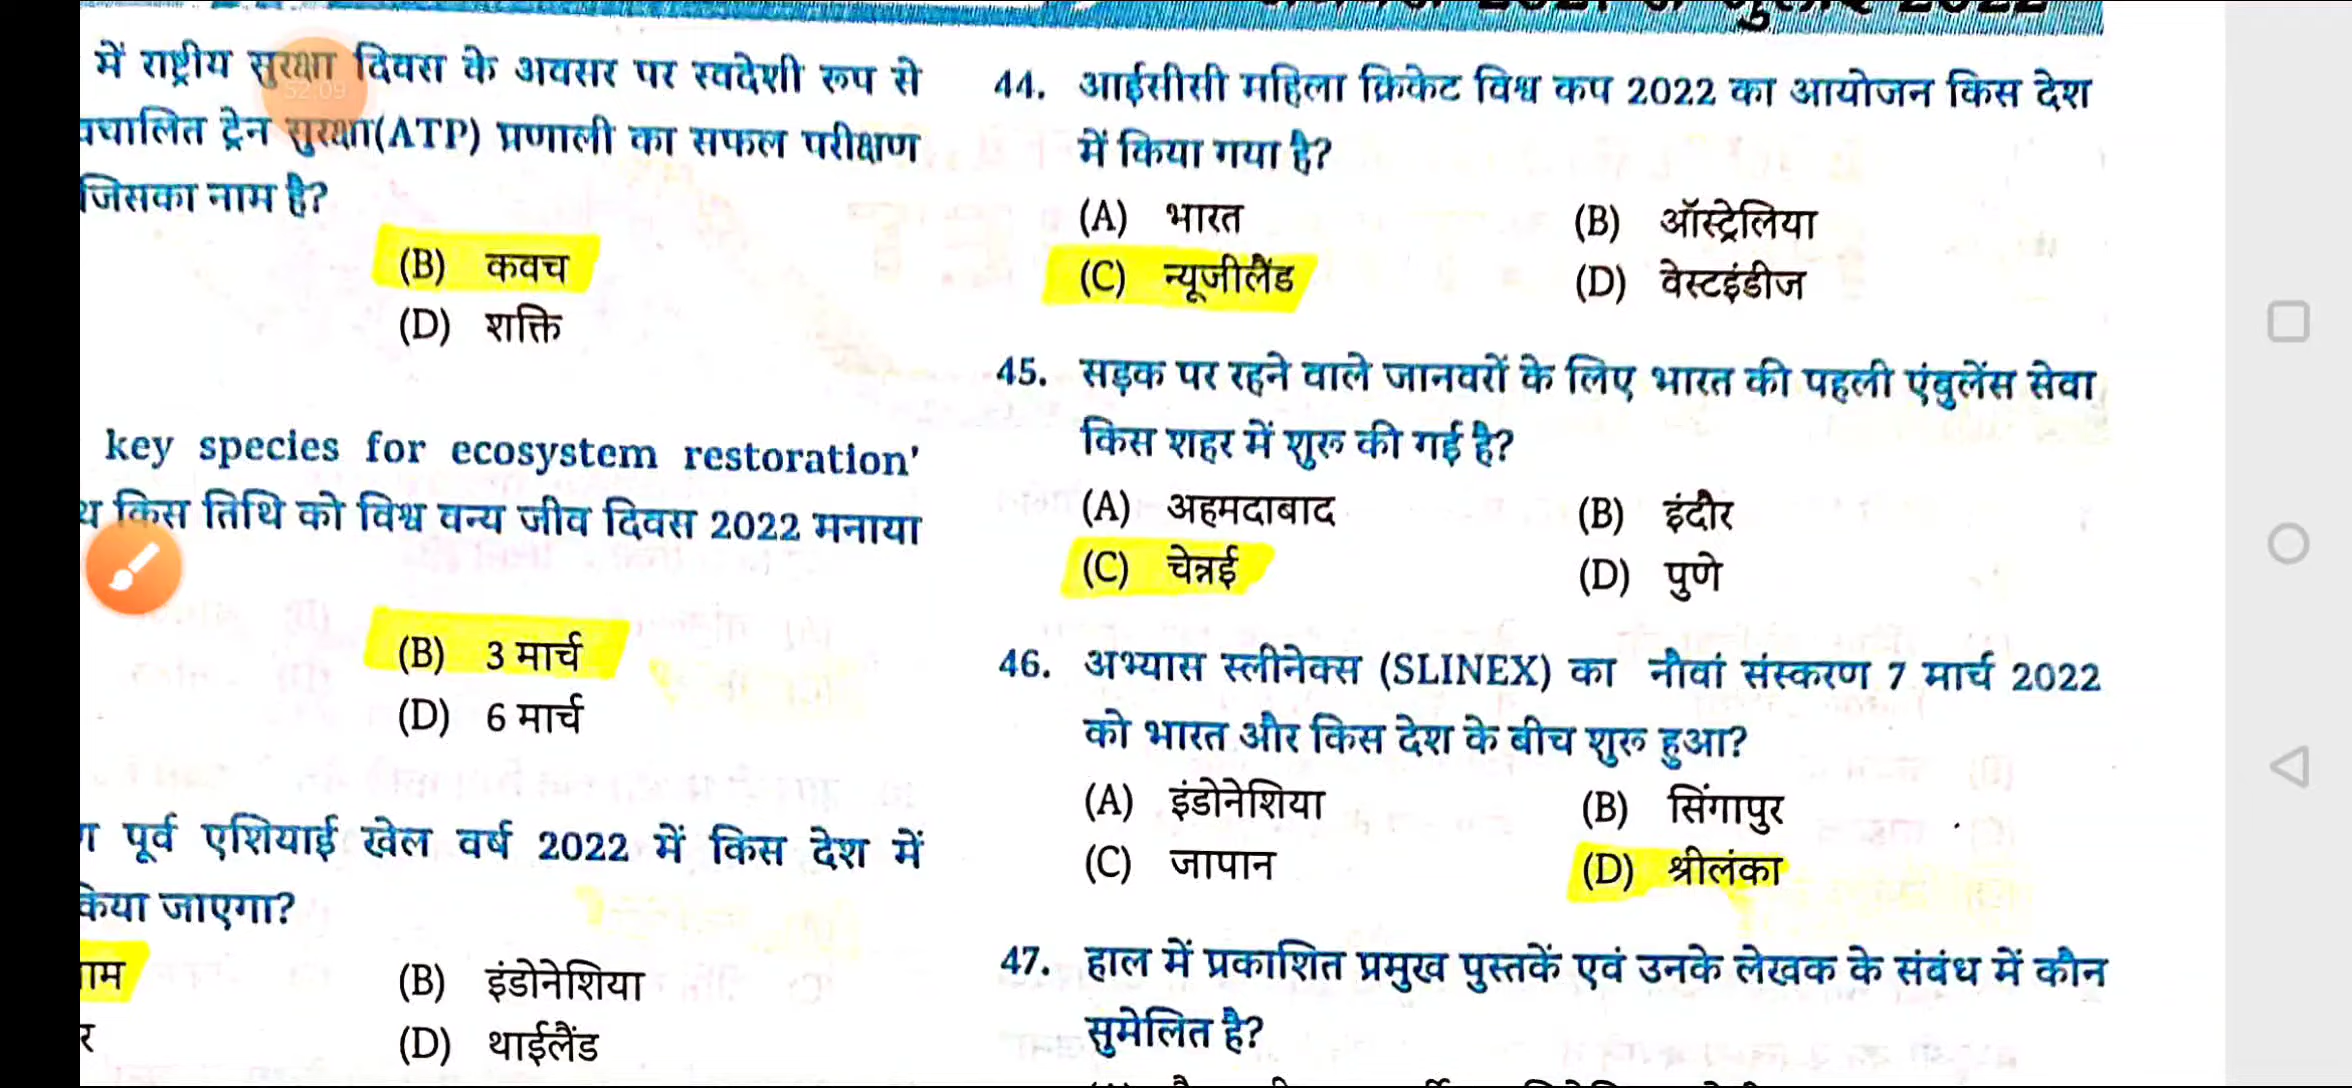 में राष्ट्रीय सुरक्षा दिवस के अवसर पर स्वदेशी रूप से
ट्रेन सुरक्षा(ATP) प्रणाली का सफल परीक्षण
जिसका नाम है?
(B) कवच
(D) शक्ति
key species for ecosystem restoration'
किस तिथि को विश्व वन्य जीव दिवस 2022 मनाया
(B) 3 मार्च
(D) 6 मार्च
पूर्व एशियाई खेल वर्ष 2022 में किस देश में
किया जाएगा?
(B) इंडोनेशिया
(D) थाईलैंड
44. आईसीसी महिला क्रिकेट विश्व कप 2022 का आयोजन किस देश
में किया गया है?
(A) भारत
(B) ऑस्ट्रेलिया
(C) न्यूजीलैंड
(D) वेस्टइंडीज
45. सड़क पर रहने वाले जानवरों के लिए भारत की पहली एंबुलेंस सेवा
किस शहर में शुरू की गई है?
(A) अहमदाबाद
(B) इंदौर
(C) चेन्नई
(D) पुणे
46. अभ्यास स्लीनेक्स (SLINEX) का नौवां संस्करण 7 मार्च 2022
को भारत और किस देश के बीच शुरू हुआ?
(A) इंडोनेशिया
(B) सिंगापुर
(C) जापान
(D) श्रीलंका
47. हाल में प्रकाशित प्रमुख पुस्तकें एवं उनके लेखक के संबंध में कौन
सुमेलित है?
52:09